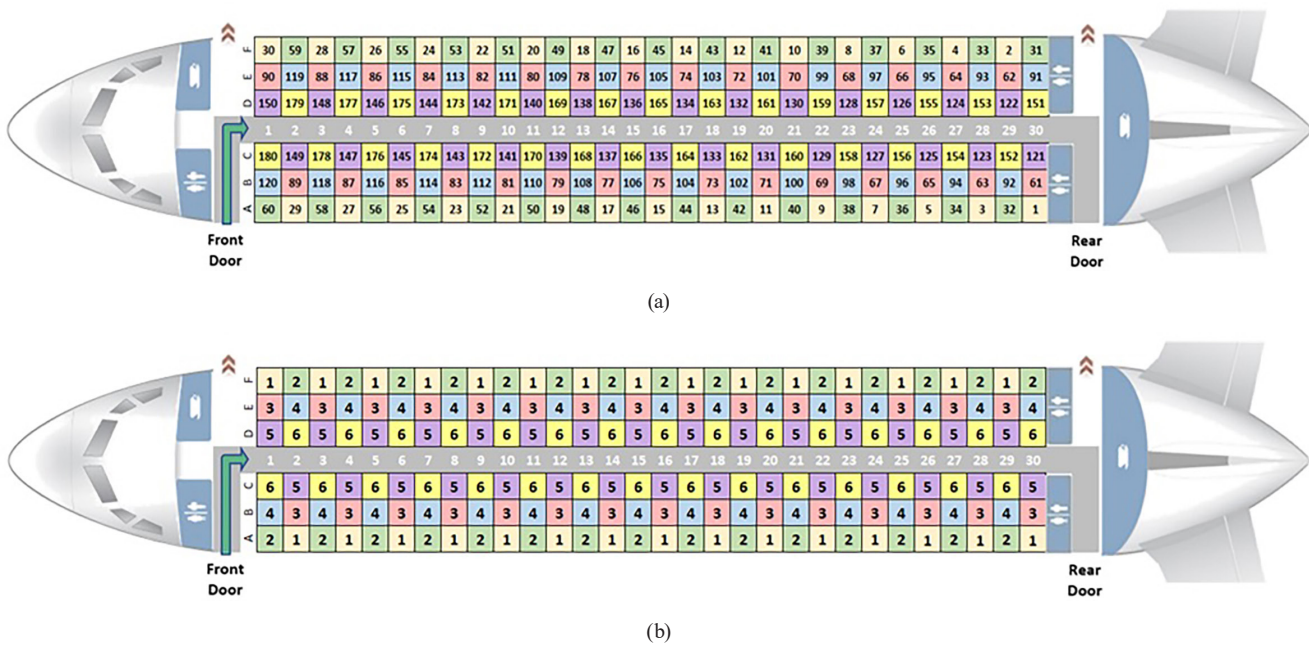 F 30 59 28 57 26 55 24 53 22 51 20 49 18 47 16 45 14 43 12 41 10 39 8 37 6 35 4 33 2 31
E 90 119 88 117 86 115 84 113 82 111 80 109 78 107 76 105 74 103 72 101 70 99 68 97 66 95 64 93 62 91
D 150 179 148 177 146 175 144 173 142 171 140 169 138 167 136 165 134 163 132 161 130 159 128 157 126 155 124 153 122 151
1 2 3 4 5 6 7 8 9 10 11 12 13 14 15 16 17 18 19 20 21 22 23 24 25 26 27 28 29 30
C 180 149 178 147 176 145 174 143 172 141 170 139 168 137 166 135 164 133 162 131 160 129 158 127 156 125 154 123 152 121
B 120 89 118 87 116 85 114 83 112 81 110 79 108 77 106 75 104 73 102 71 100 69 98 67 96 65 94 63 92 61
A 60 29 58 27 56 25 54 23 52 21 50 19 48 17 46 15 44 13 42 11 40 9 38 7 36 5 34 3 32 1
Front Rear
Door Door
(a)
F 1 2 1 2 1 2 1 2 1 2 1 2 1 2 1 2 1 2 1 2 1 2 1 2 1 2 1 2 1 2
E 3 4 3 4 3 4 3 4 3 4 3 4 3 4 3 4 3 4 3 4 3 4 3 4 3 4 3 4 3 4
D 5 6 5 6 5 6 5 6 5 6 5 6 5 6 5 6 5 6 5 6 5 6 5 6 5 6 5 6 5 6
1 2 3 4 5 6 7 8 9 10 11 12 13 14 15 16 17 18 19 20 21 22 23 24 25 26 27 28 29 30
C 6 5 6 5 6 5 6 5 6 5 6 5 6 5 6 5 6 5 6 5 6 5 6 5 6 5 6 5 6 5
B 4 3 4 3 4 3 4 3 4 3 4 3 4 3 4 3 4 3 4 3 4 3 4 3 4 3 4 3 4 3
A 2 1 2 1 2 1 2 1 2 1 2 1 2 1 2 1 2 1 2 1 2 1 2 1 2 1 2 1 2 1
Front Rear
Door Door
(b)